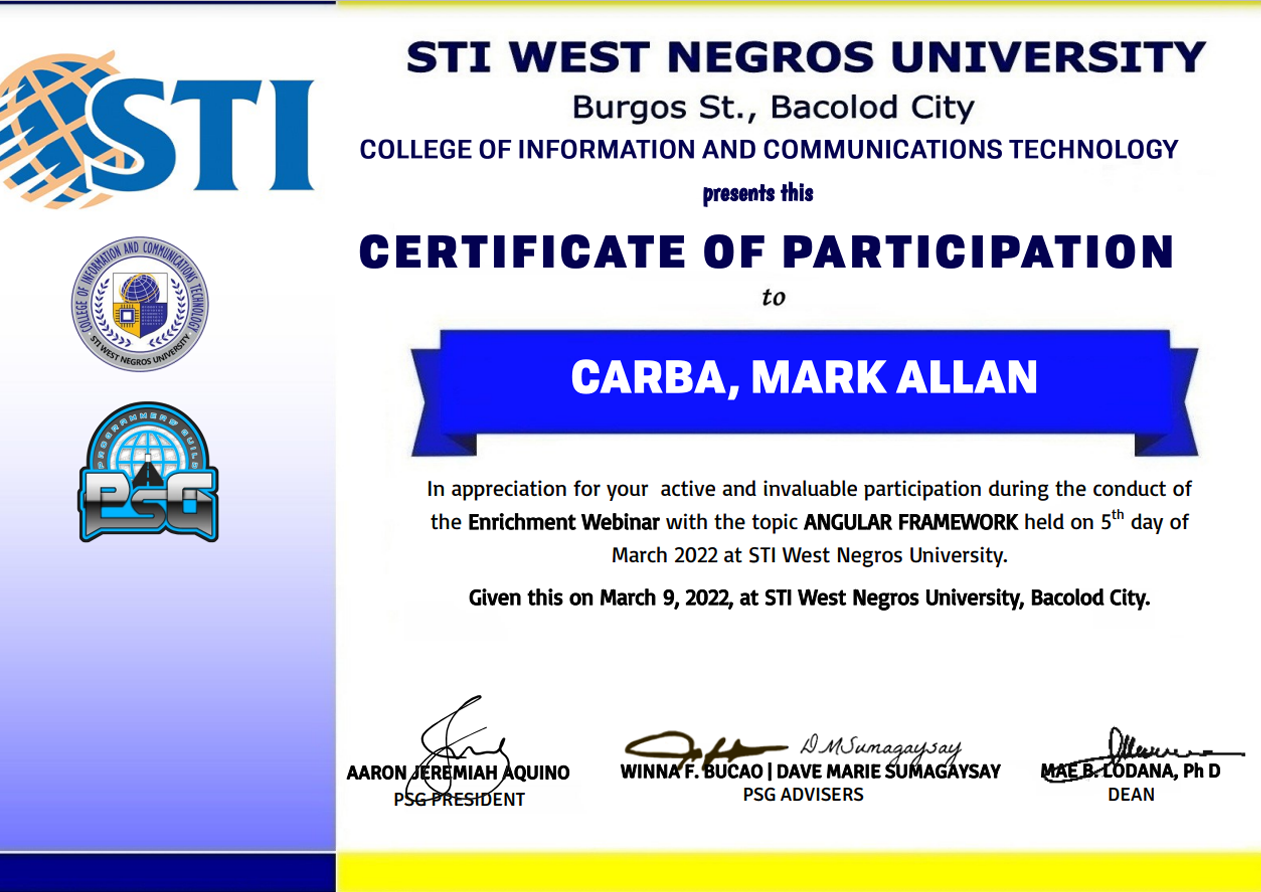 STI WEST NEGROS UNIVERSITY
Burgos St., Bacolod City
COLLEGE OF INFORMATION AND COMMUNICATIONS TECHNOLOGY
presents this
CERTIFICATE OF PARTICIPATION
to
CARBA, MARK ALLAN
In appreciation for your active and invaluable participation during the conduct of
the Enrichment Webinar with the topic ANGULAR FRAMEWORK held on 5th day of
March 2022 at STI West Negros University.
Given this on March 9, 2022, at STI West Negros University, Bacolod City.
STI
COLLEGE OF INFORMATION AND COMMUNICATIONS TECHNOLOGY
STI WEST NEGROS UNIVERSITY
PROGRAMMERS' GUILD
PSG
AARON JEREMIAH AQUINO
PSG PRESIDENT
DMSumagaysay
WINNA F. BUCAO | DAVE MARIE SUMAGAYSAY
PSG ADVISERS
MAE B. LODANA, Ph D
DEAN